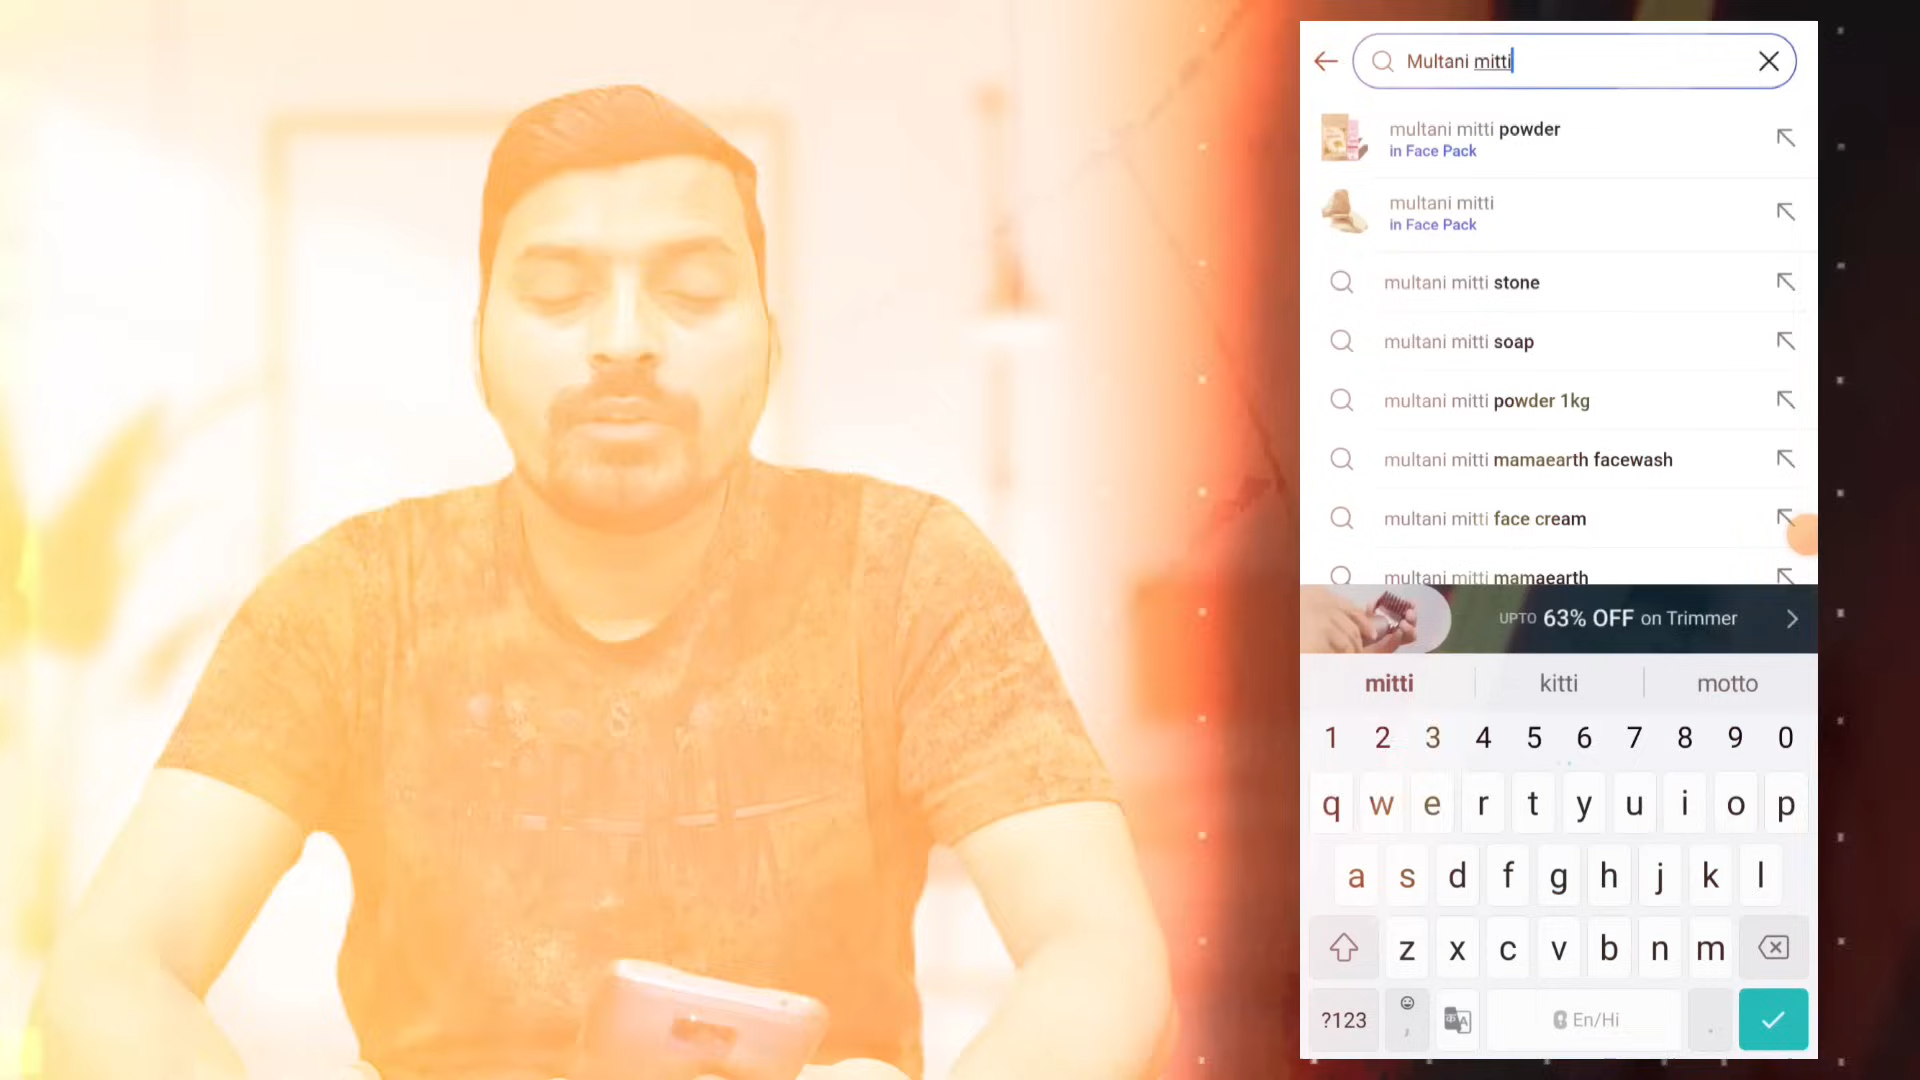 Multani mitti
multani mitti powder
in Face Pack
multani mitti
in Face Pack
multani mitti stone
multani mitti soap
multani mitti powder 1kg
multani mitti mamaearth facewash
multani mitti face cream
multani mitti mamaearth
UPTO 63% OFF on Trimmer
mitti kitti motto
1 2 3 4 5 6 7 8 9 0
q w e r t y u i o p
a s d f g h j k l
z x c v b n m
?123 , En/Hi .